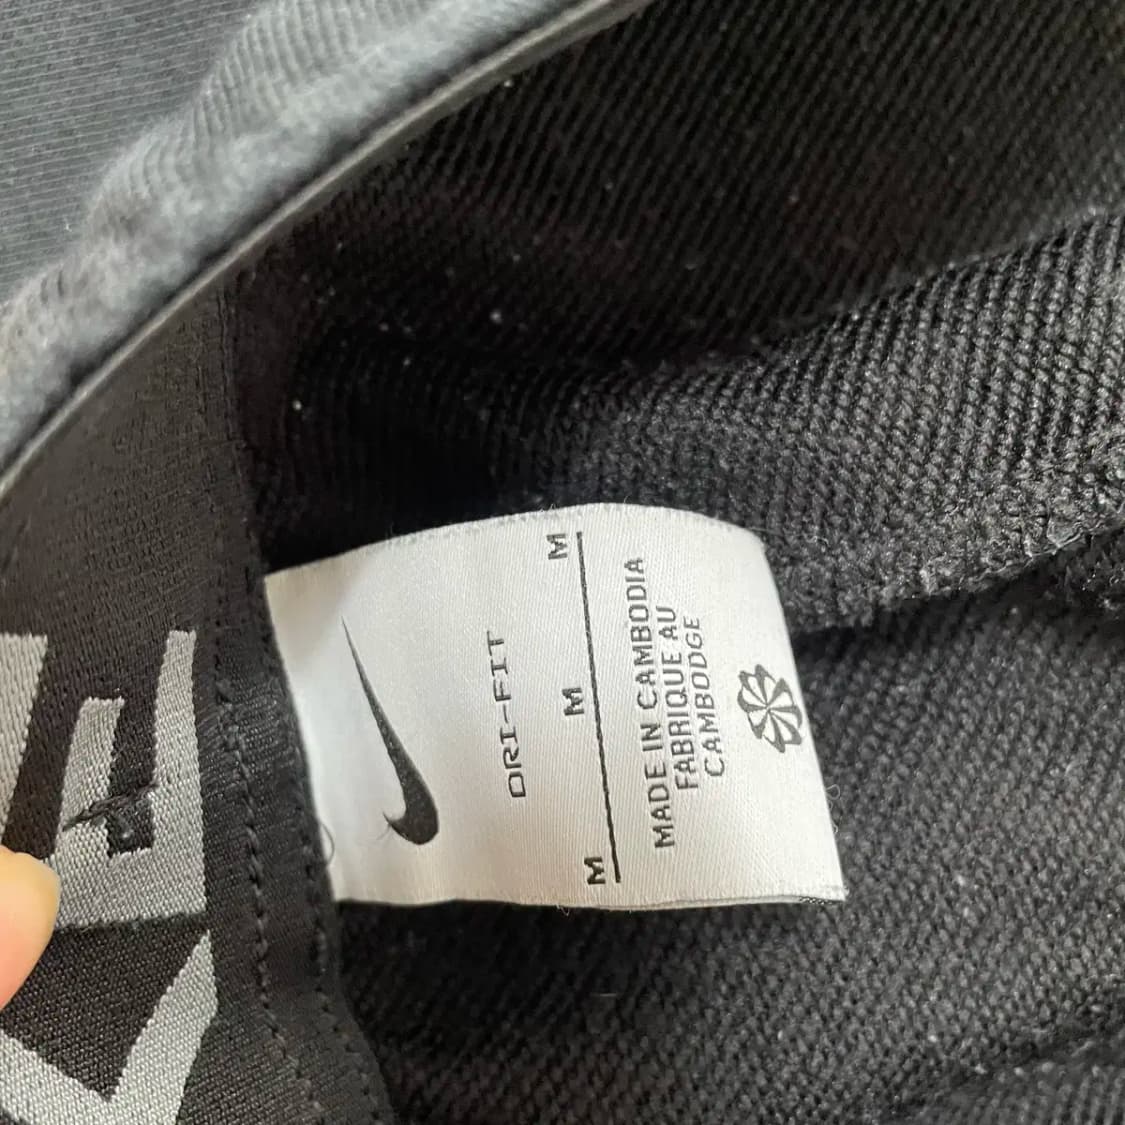 DRI-FIT
M M M
MADE IN CAMBODIA
FABRIQUE AU
CAMBODGE